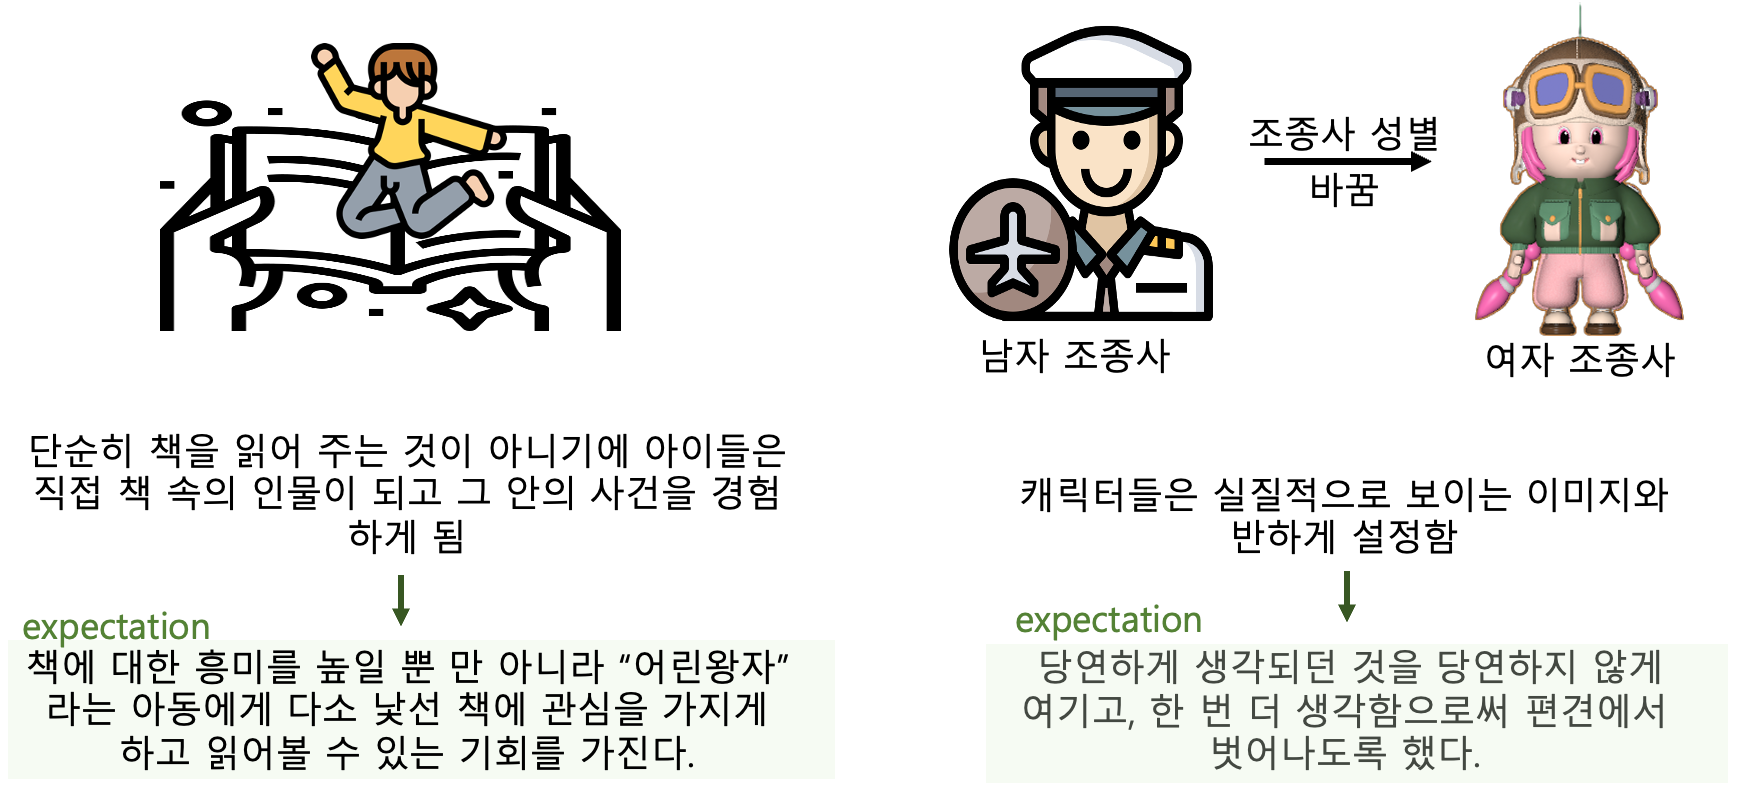 단순히 책을 읽어 주는 것이 아니기에 아이들은
직접 책 속의 인물이 되고 그 안의 사건을 경험
하게 됨
expectation
책에 대한 흥미를 높일 뿐 만 아니라 “어린왕자”
라는 아동에게 다소 낯선 책에 관심을 가지게
하고 읽어볼 수 있는 기회를 가진다.
조종사 성별
바꿈
남자 조종사
여자 조종사
캐릭터들은 실질적으로 보이는 이미지와
반하게 설정함
expectation
당연하게 생각되던 것을 당연하지 않게
여기고, 한 번 더 생각함으로써 편견에서
벗어나도록 했다.